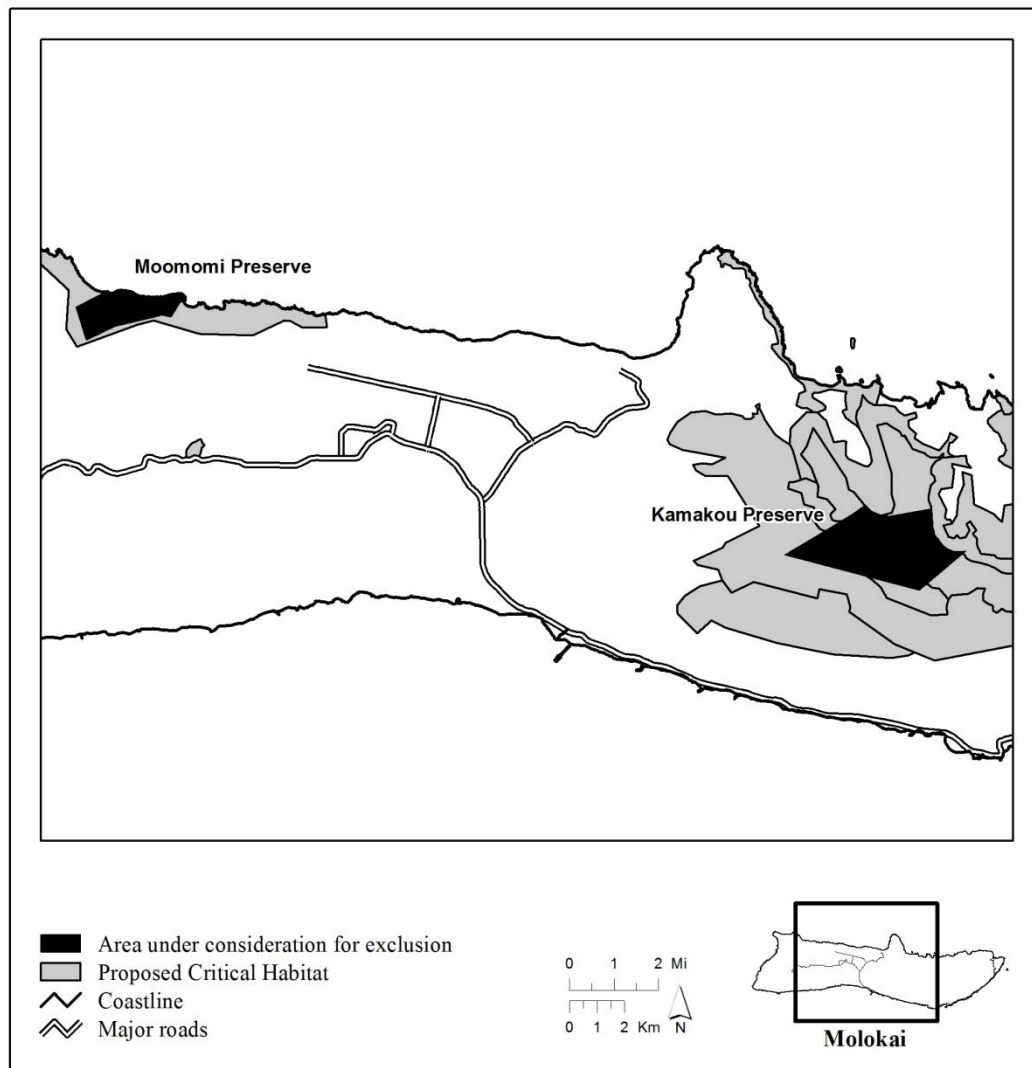 Moomomi Preserve
Kamakou Preserve
Area under consideration for exclusion
Proposed Critical Habitat
Coastline
Major roads
0 1 2 Mi
0 1 2 Km
N
Molokai